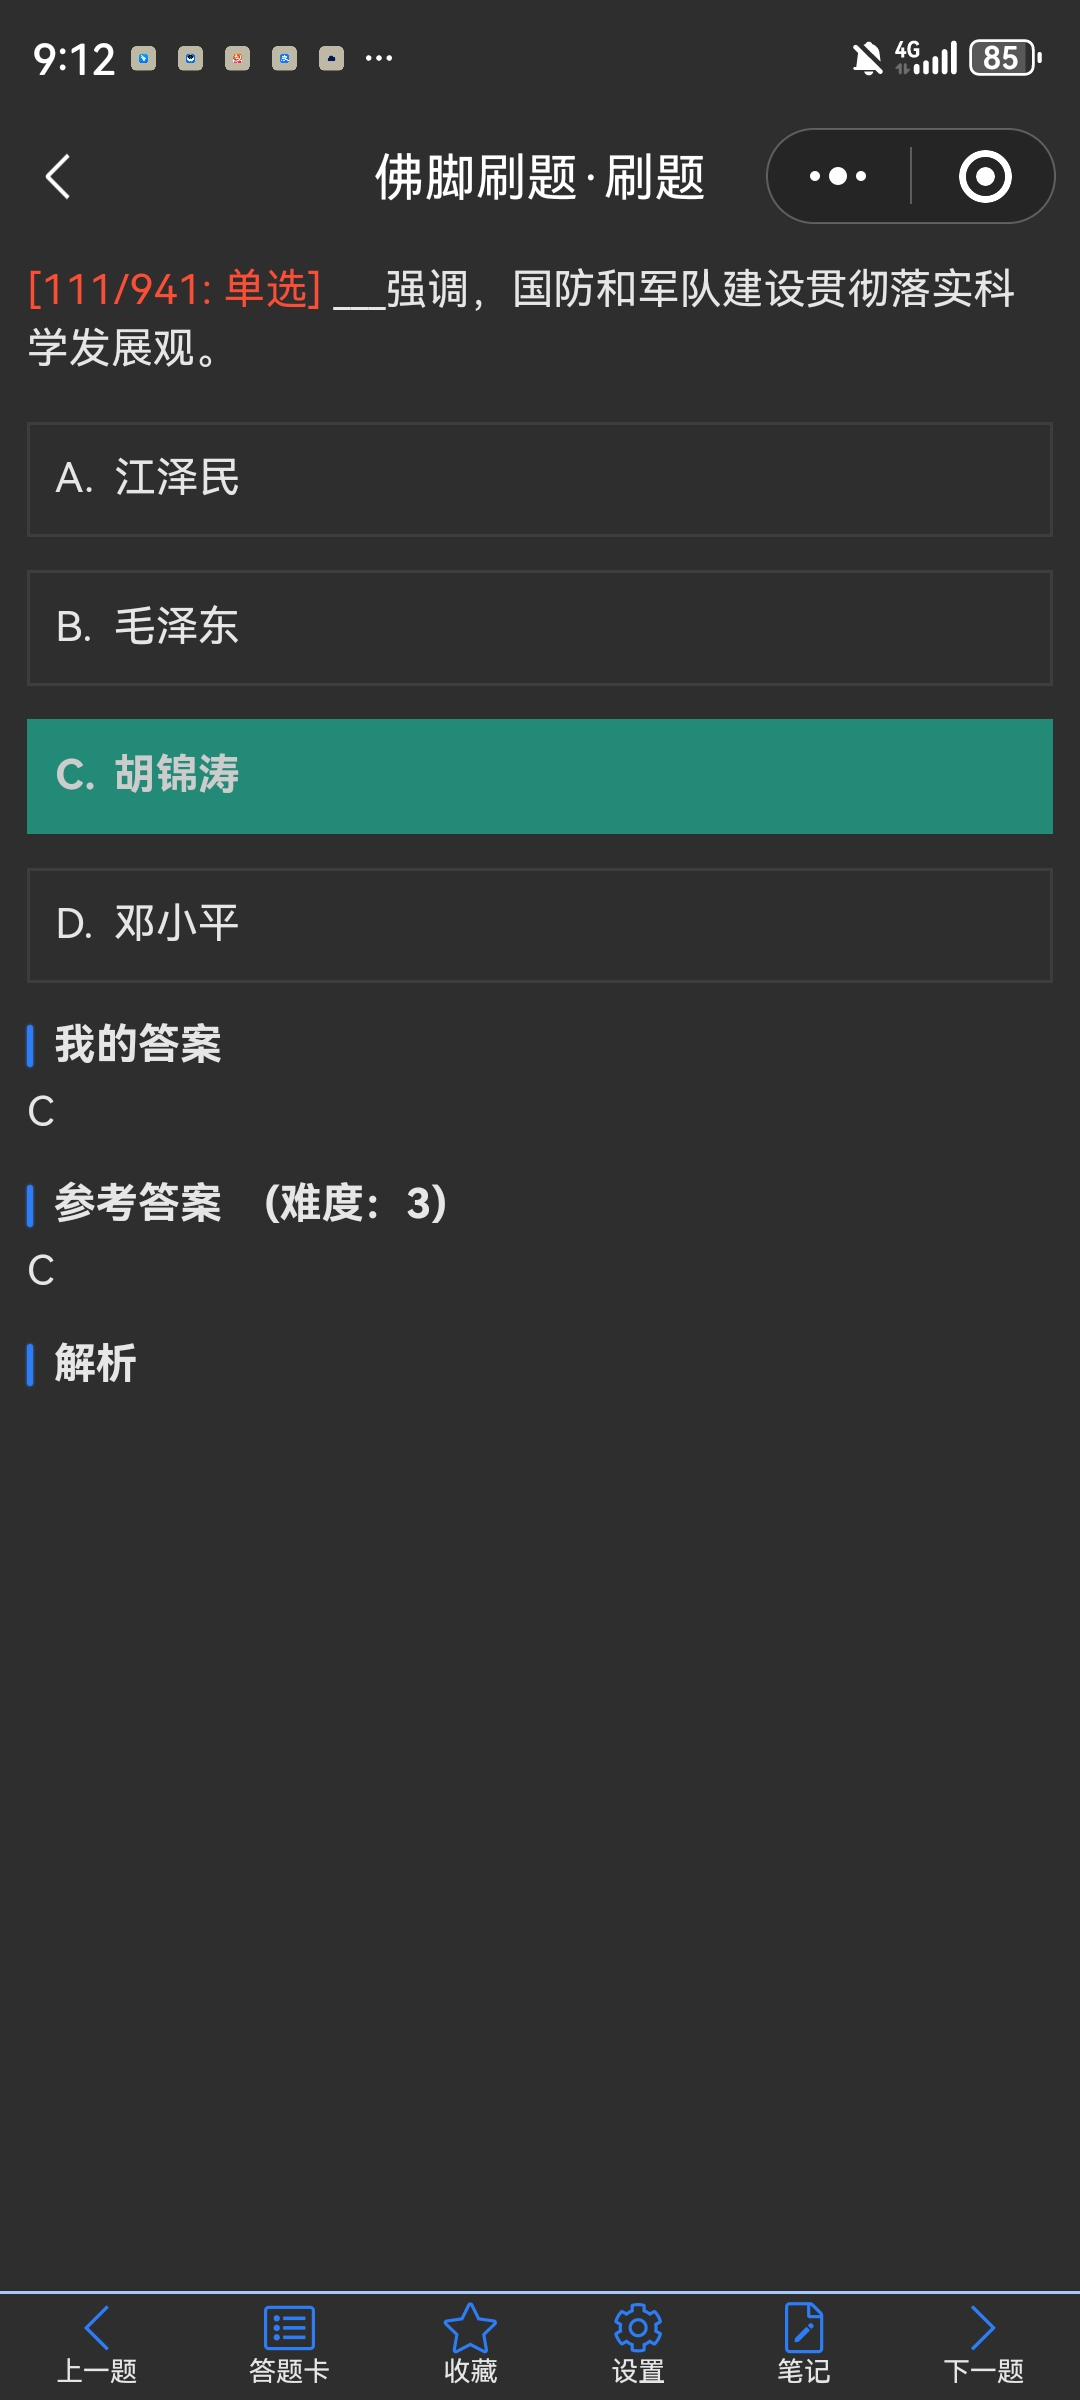 9:12 4G 85
佛脚刷题·刷题
[111/941: 单选] ___强调，国防和军队建设贯彻落实科
学发展观。
A. 江泽民
B. 毛泽东
C. 胡锦涛
D. 邓小平
我的答案
C
参考答案 （难度：3）
C
解析
上一题 答题卡 收藏 设置 笔记 下一题